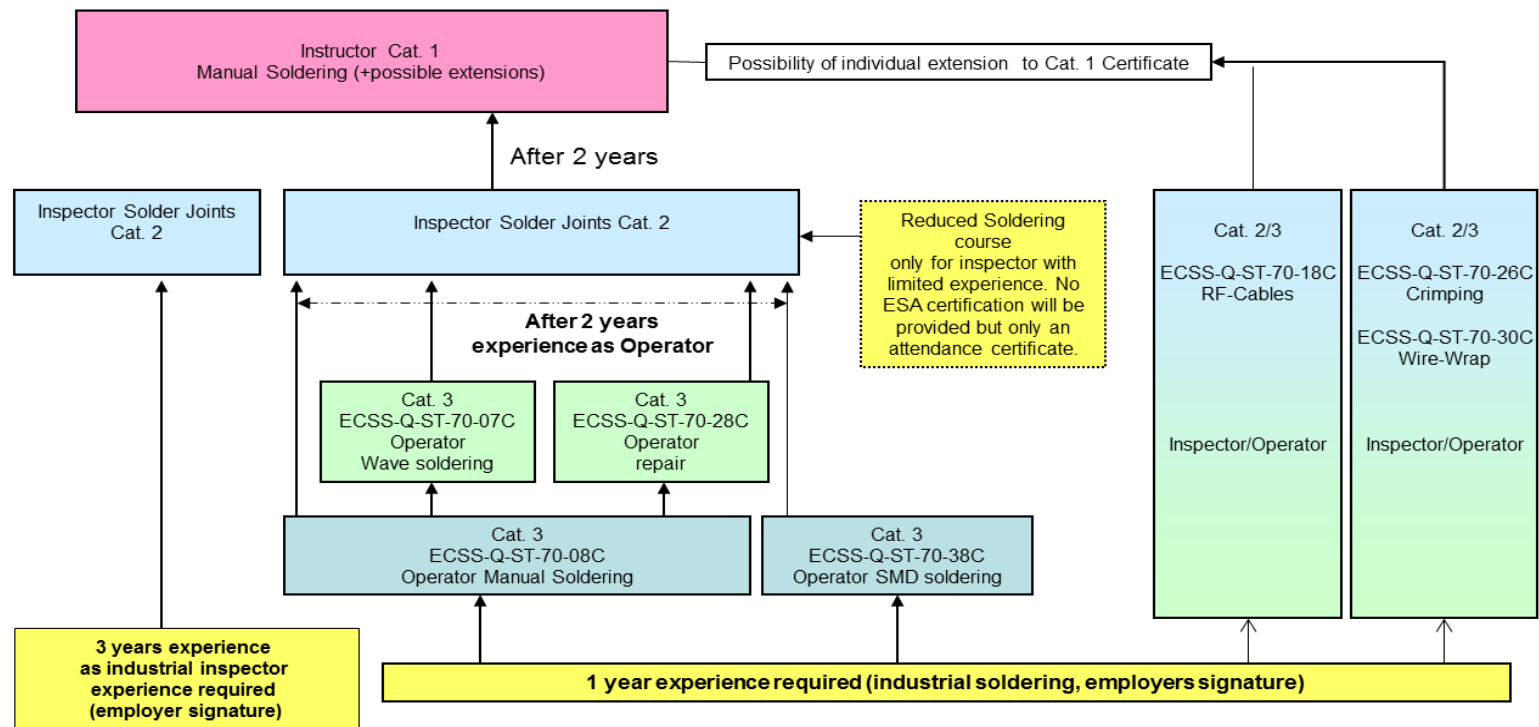 Instructor Cat. 1
Manual Soldering (+possible extensions)
Possibility of individual extension to Cat. 1 Certificate
After 2 years
Inspector Solder Joints
Cat. 2
Inspector Solder Joints Cat. 2
Reduced Soldering
course
only for inspector with
limited experience. No
ESA certification will be
provided but only an
attendance certificate.
Cat. 2/3
ECSS-Q-ST-70-18C
RF-Cables
Inspector/Operator
Cat. 2/3
ECSS-Q-ST-70-26C
Crimping
ECSS-Q-ST-70-30C
Wire-Wrap
Inspector/Operator
After 2 years
experience as Operator
Cat. 3
ECSS-Q-ST-70-07C
Operator
Wave soldering
Cat. 3
ECSS-Q-ST-70-28C
Operator
repair
Cat. 3
ECSS-Q-ST-70-08C
Operator Manual Soldering
Cat. 3
ECSS-Q-ST-70-38C
Operator SMD soldering
3 years experience
as industrial inspector
experience required
(employer signature)
1 year experience required (industrial soldering, employers signature)